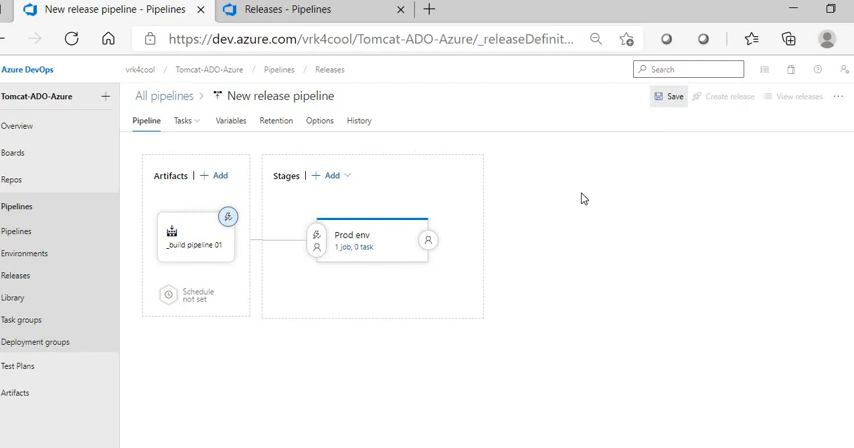 New release pipeline - Pipelines
Releases - Pipelines
https://dev.azure.com/vrk4cool/Tomcat-ADO-Azure/_releaseDefinit...
Azure DevOps
vrk4cool / Tomcat-ADO-Azure / Pipelines / Releases
Search
Tomcat-ADO-Azure
All pipelines > New release pipeline
Save
Create release
View releases
Pipeline
Tasks
Variables
Retention
Options
History
Overview
Boards
Repos
Pipelines
Pipelines
Environments
Releases
Library
Task groups
Deployment groups
Test Plans
Artifacts
Artifacts | + Add
Stages | + Add
_build pipeline 01
Prod env
1 job, 0 task
Schedule
not set